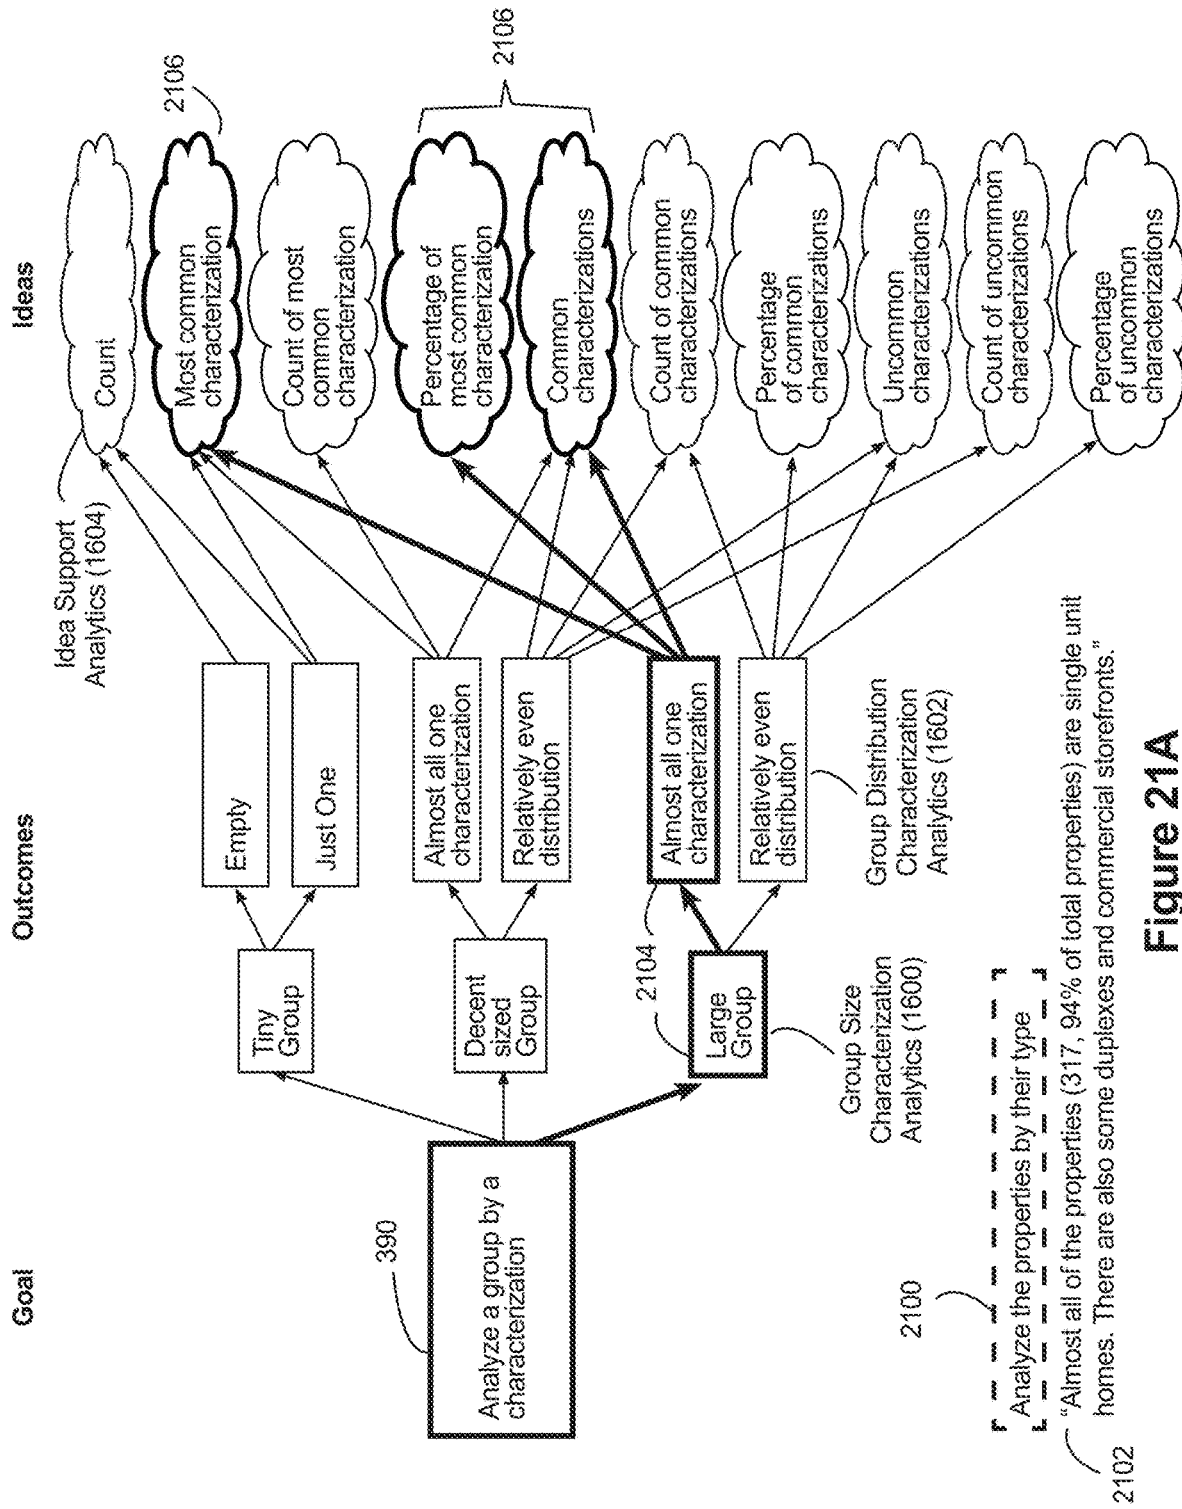 Goal
Outcomes
Ideas
390
Analyze a group by a
characterization
Tiny
Group
Decent
sized
Group
2104
Large
Group
Group Size
Characterization
Analytics (1600)
Empty
Just One
Almost all one
characterization
Relatively even
distribution
Almost all one
characterization
Relatively even
distribution
Group Distribution
Characterization
Analytics (1602)
Idea Support
Analytics (1604)
Count
Most common
characterization
2106
Count of most
common
characterization
Percentage of
most common
characterization
Common
characterizations
2106
Count of common
characterizations
Percentage
of common
characterizations
Uncommon
characterizations
Count of uncommon
characterizations
Percentage
of uncommon
characterizations
2100
Analyze the properties by their type
2102
“Almost all of the properties (317, 94% of total properties) are single unit
homes. There are also some duplexes and commercial storefronts.”
Figure 21A